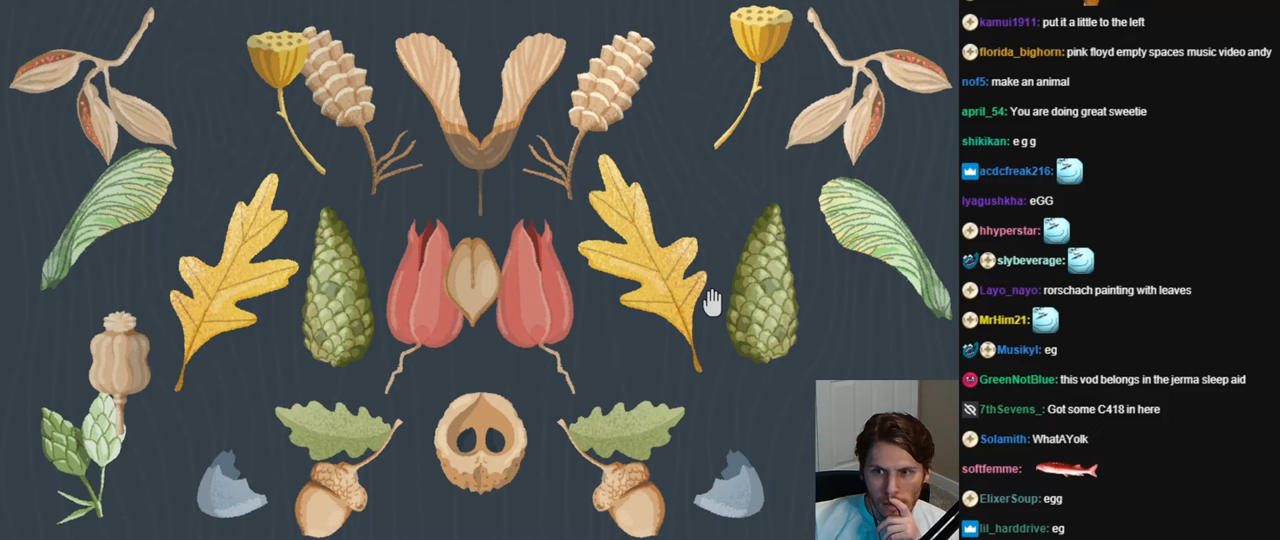 kamui1911: put it a little to the left
florida_bighorn: pink floyd empty spaces music video andy
nof5: make an animal
april_54: You are doing great sweetie
shikikan: e g g
acdcfreak216:
lyagushkha: eGG
hhyperstar:
slybeverage:
Layo_nayo: rorschach painting with leaves
MrHim21:
Musikyl: eg
GreenNotBlue: this vod belongs in the jerma sleep aid
7thSevens_: Got some C418 in here
Solamith: WhatAYolk
softfemme:
ElixerSoup: egg
lil_harddrive: eg